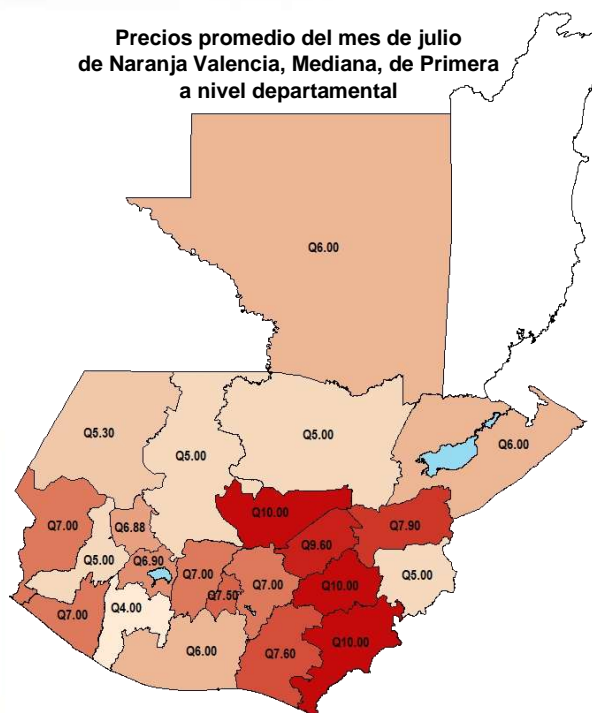 Precios promedio del mes de julio
de Naranja Valencia, Mediana, de Primera
a nivel departamental
Q6.00
Q5.30
Q5.00
Q5.00
Q6.00
Q7.00
Q6.88
Q10.00
Q7.90
Q9.60
Q5.00
Q6.90
Q7.00
Q7.00
Q10.00
Q5.00
Q7.50
Q7.00
Q4.00
Q10.00
Q6.00
Q7.60